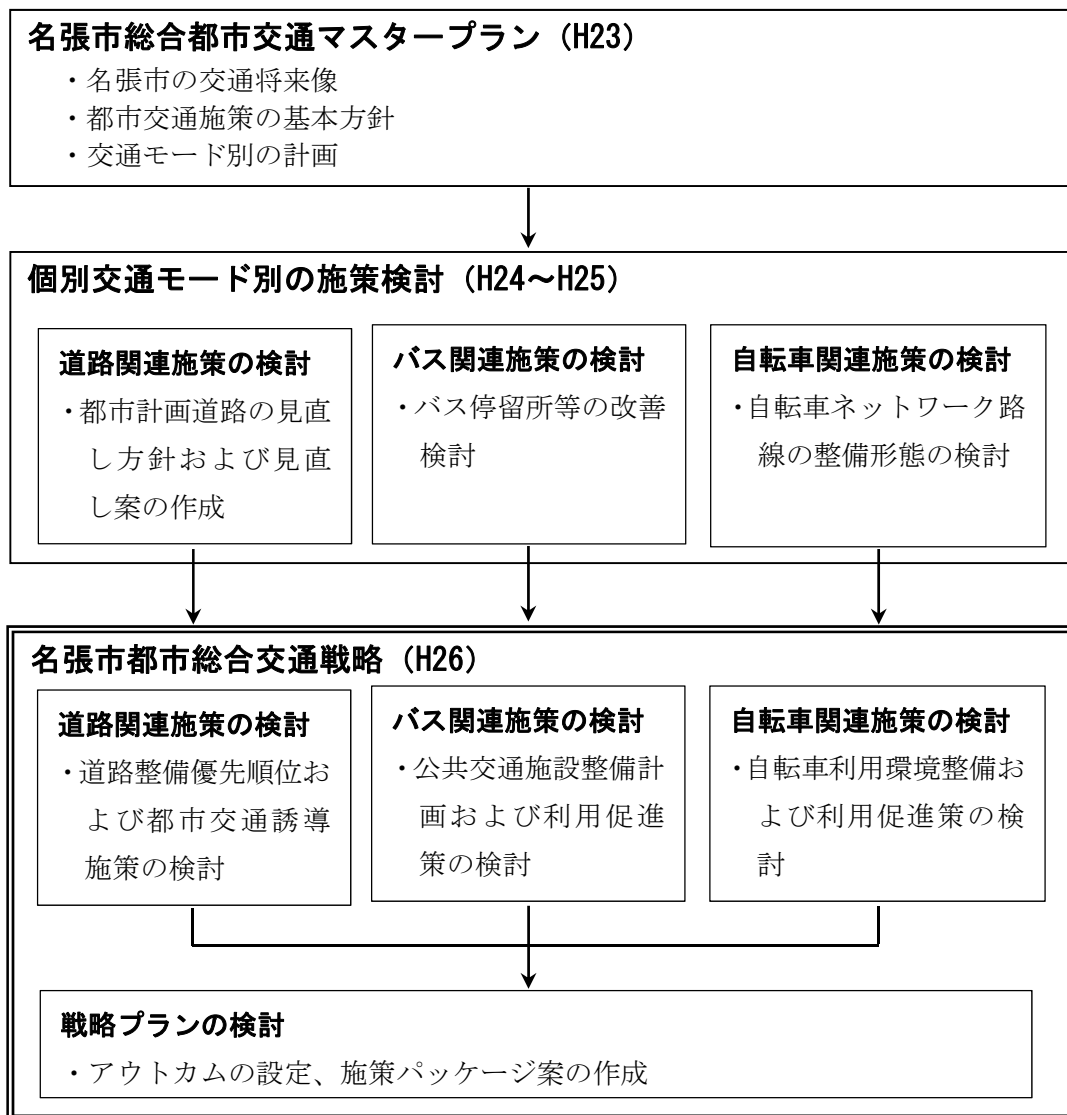 名張市総合都市交通マスタープラン（H23）
・名張市の交通将来像
・都市交通施策の基本方針
・交通モード別の計画
個別交通モード別の施策検討（H24～H25）
道路関連施策の検討
・都市計画道路の見直
し方針および見直
し案の作成
バス関連施策の検討
・バス停留所等の改善
検討
自転車関連施策の検討
・自転車ネットワーク路
線の整備形態の検討
名張市都市総合交通戦略（H26）
道路関連施策の検討
・道路整備優先順位お
よび都市交通誘導
施策の検討
バス関連施策の検討
・公共交通施設整備計
画および利用促進
策の検討
自転車関連施策の検討
・自転車利用環境整備お
よび利用促進策の検
討
戦略プランの検討
・アウトカムの設定、施策パッケージ案の作成